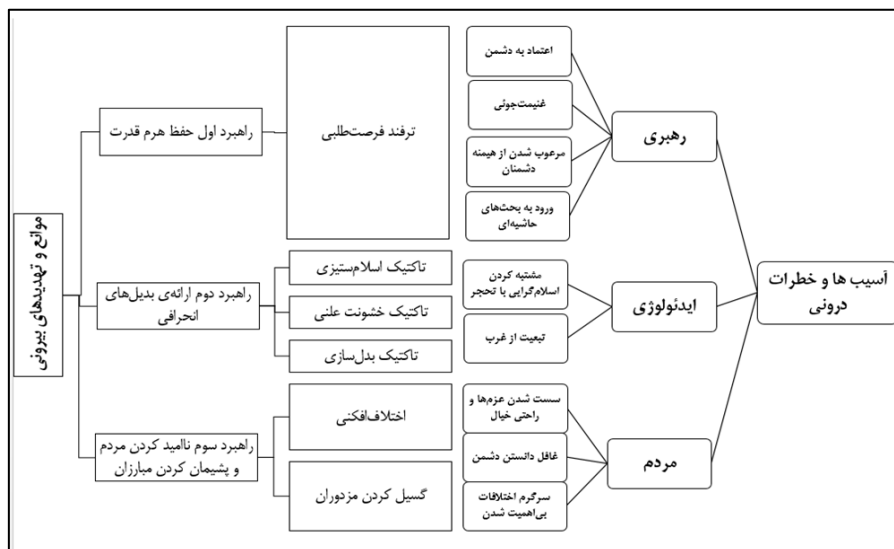 آسیب ها و خطرات
درونی
رهبری
اعتماد به دشمن
غنیمت‌جوئی
مرعوب شدن از هیمنه
دشمنان
ورود به بحث‌های
حاشیه‌ای
ایدئولوژی
مشتبه کردن
اسلام‌گرایی با تحجر
تبعیت از غرب
مردم
سست شدن عزم‌ها و
راحتی خیال
غافل دانستن دشمن
سرگرم اختلافات
بی‌اهمیت شدن
موانع و تهدیدهای بیرونی
راهبرد اول حفظ هرم قدرت
ترفند فرصت‌طلبی
راهبرد دوم ارائه‌ی بدیل‌های
انحرافی
تاکتیک اسلام‌ستیزی
تاکتیک خشونت علنی
تاکتیک بدل‌سازی
راهبرد سوم ناامید کردن مردم
و پشیمان کردن مبارزان
اختلاف‌افکنی
گسیل کردن مزدوران